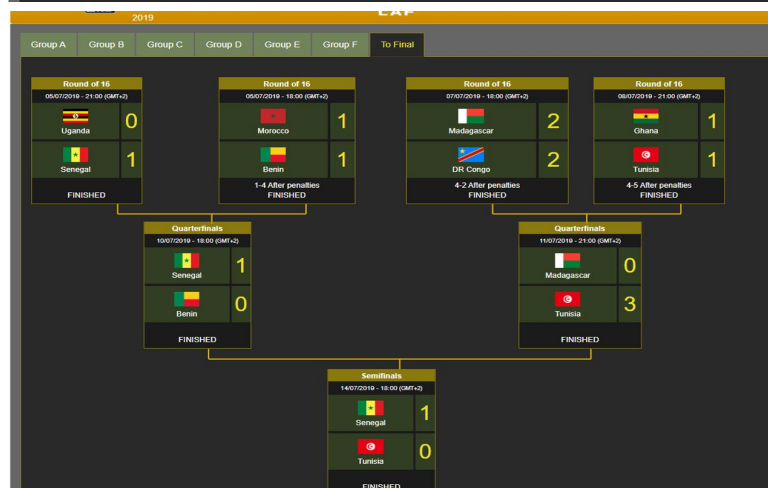 2019
CAF
Group A
Group B
Group C
Group D
Group E
Group F
To Final
Round of 16
05/07/2019 - 21:00 (GMT+2)
Uganda
0
Senegal
1
FINISHED
Round of 16
05/07/2019 - 18:00 (GMT+2)
Morocco
1
Benin
1
1-4 After penalties
FINISHED
Round of 16
07/07/2019 - 18:00 (GMT+2)
Madagascar
2
DR Congo
2
4-2 After penalties
FINISHED
Round of 16
08/07/2019 - 21:00 (GMT+2)
Ghana
1
Tunisia
1
4-5 After penalties
FINISHED
Quarterfinals
10/07/2019 - 18:00 (GMT+2)
Senegal
1
Benin
0
FINISHED
Quarterfinals
11/07/2019 - 21:00 (GMT+2)
Madagascar
0
Tunisia
3
FINISHED
Semifinals
14/07/2019 - 18:00 (GMT+2)
Senegal
1
Tunisia
0
FINISHED